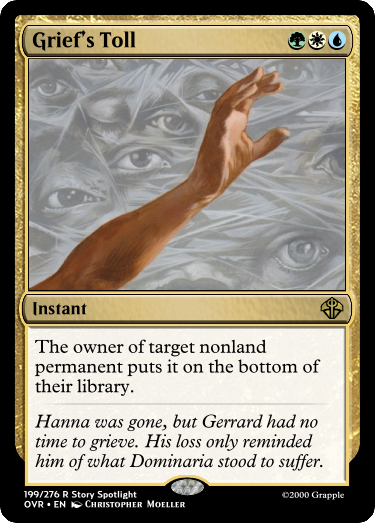 Grief's Toll
Instant
The owner of target nonland
permanent puts it on the bottom of
their library.
Hanna was gone, but Gerrard had no
time to grieve. His loss only reminded
him of what Dominaria stood to suffer.
199/276 R Story Spotlight
OVR • EN Christopher Moeller
©2000 Grapple